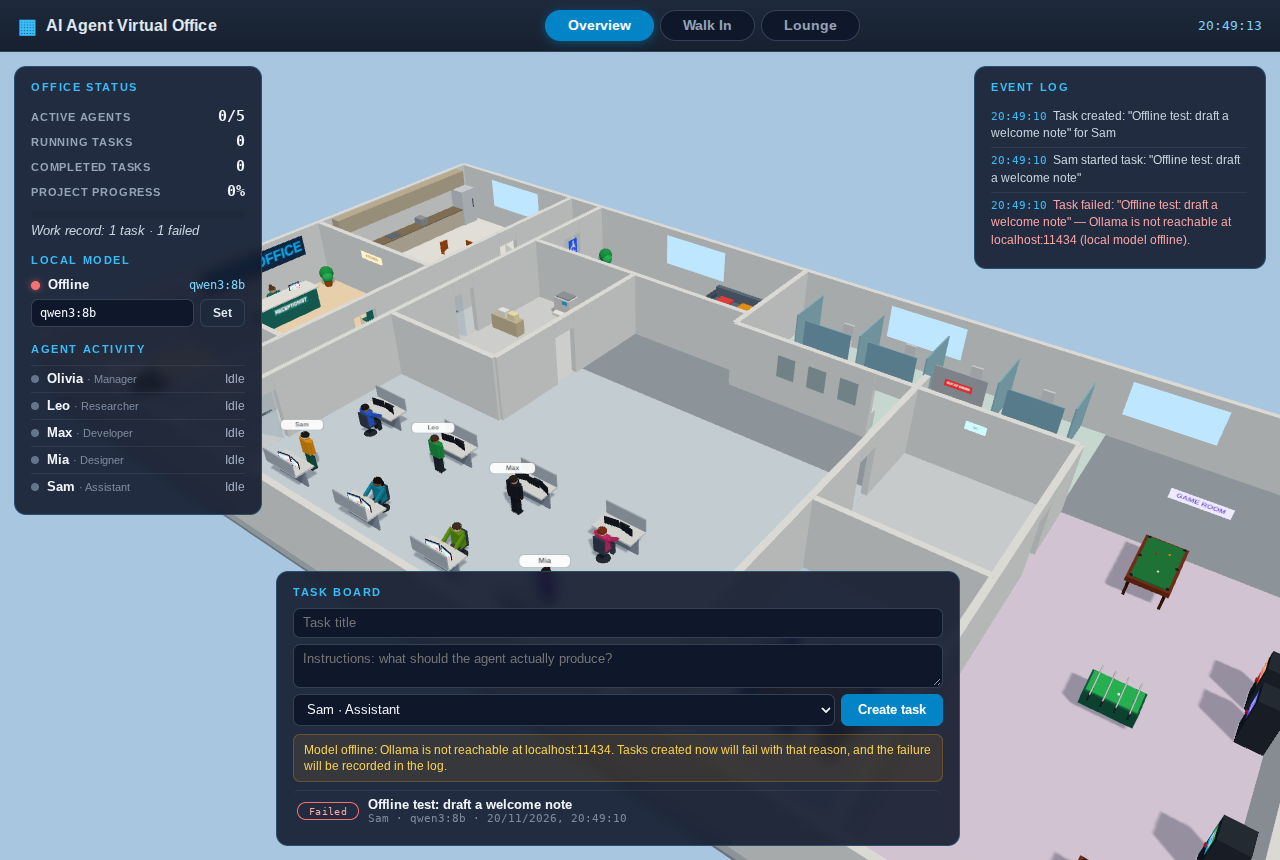 AI Agent Virtual Office
Overview
Walk In
Lounge
20:49:13
OFFICE STATUS
ACTIVE AGENTS 0/5
RUNNING TASKS 0
COMPLETED TASKS 0
PROJECT PROGRESS 0%
Work record: 1 task · 1 failed
LOCAL MODEL
Offline qwen3:8b
qwen3:8b Set
AGENT ACTIVITY
Olivia · Manager Idle
Leo · Researcher Idle
Max · Developer Idle
Mia · Designer Idle
Sam · Assistant Idle
EVENT LOG
20:49:10 Task created: "Offline test: draft a
welcome note" for Sam
20:49:10 Sam started task: "Offline test: draft
a welcome note"
20:49:10 Task failed: "Offline test: draft a
welcome note" — Ollama is not reachable at
localhost:11434 (local model offline).
OFFICE
RECEPTIONIST
Sam
Leo
Max
Mia
GAME ROOM
TASK BOARD
Task title
Instructions: what should the agent actually produce?
Sam · Assistant
Create task
Model offline: Ollama is not reachable at localhost:11434. Tasks created now will fail with that reason, and the failure
will be recorded in the log.
Failed
Offline test: draft a welcome note
Sam · qwen3:8b · 20/11/2026, 20:49:10